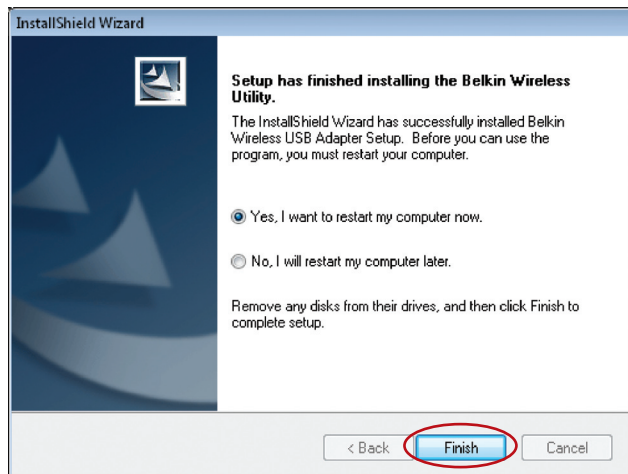 InstallShield Wizard
Setup has finished installing the Belkin Wireless
Utility.
The InstallShield Wizard has successfully installed Belkin
Wireless USB Adapter Setup. Before you can use the
program, you must restart your computer.
Yes, I want to restart my computer now.
No, I will restart my computer later.
Remove any disks from their drives, and then click Finish to
complete setup.
< Back Finish Cancel